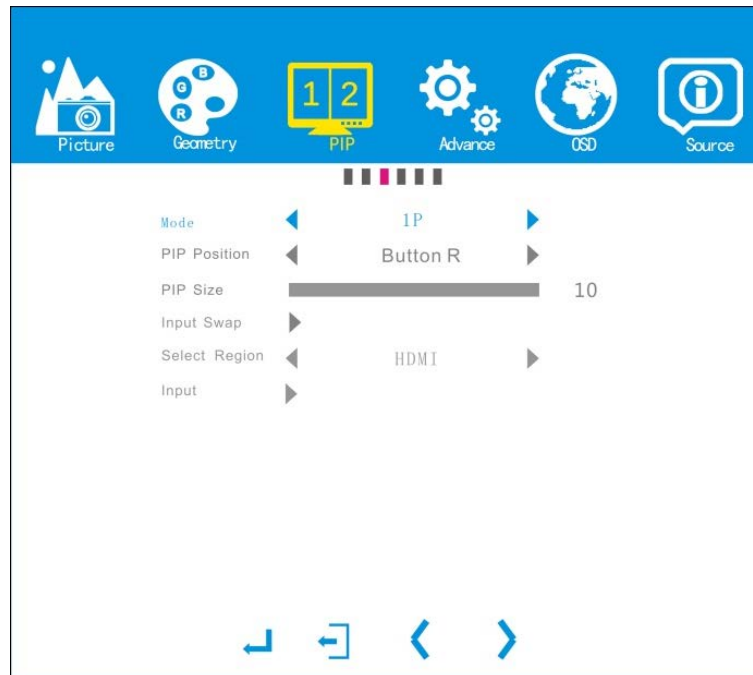 G B R
1 2
Picture Geometry PIP Advance OSD Source
Mode 1P
PIP Position Button R
PIP Size 10
Input Swap
Select Region HDMI
Input